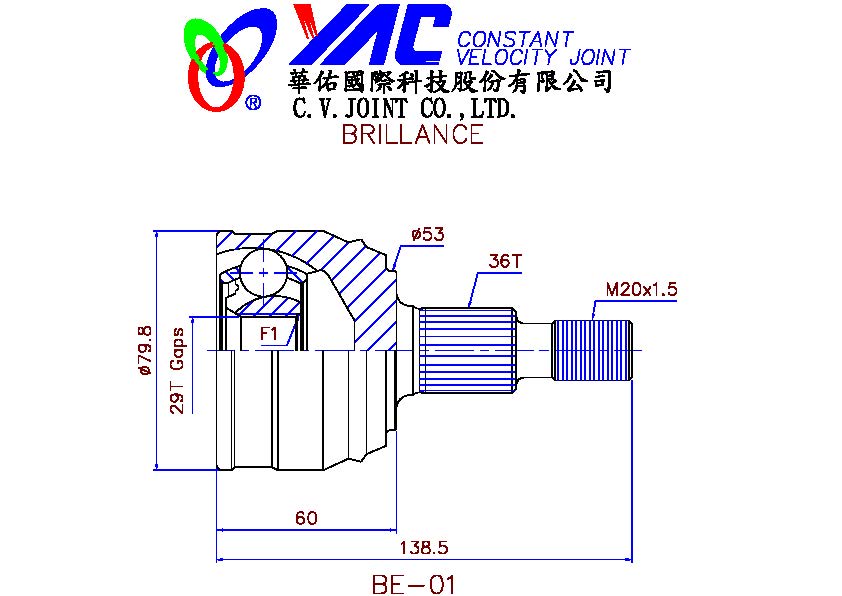 YAC CONSTANT
VELOCITY JOINT
®
華佑國際科技股份有限公司
C.V.JOINT CO.,LTD.
BRILLANCE
ø53
36T
M20x1.5
F1
ø79.8
29T Gaps
60
138.5
BE-01